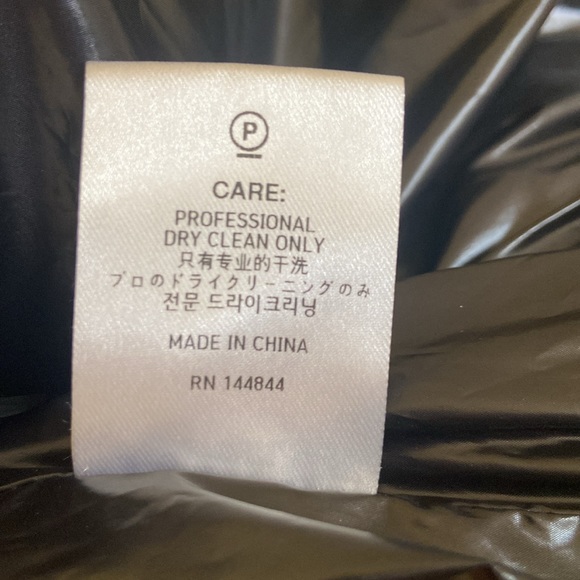 P
CARE:
PROFESSIONAL
DRY CLEAN ONLY
只有专业的干洗
プロのドライクリーニングのみ
전문 드라이크리닝
MADE IN CHINA
RN 144844